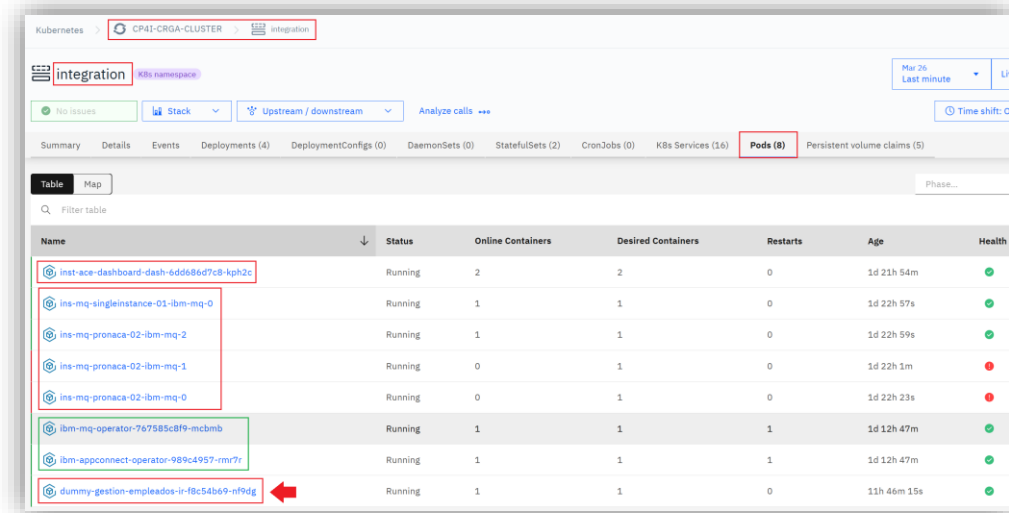 Kubernetes > CP4I-CRGA-CLUSTER > integration
integration K8s namespace
Mar 26
Last minute
No issues Stack Upstream / downstream Analyze calls
Time shift:
Summary Details Events Deployments (4) DeploymentConfigs (0) DaemonSets (0) StatefulSets (2) CronJobs (0) K8s Services (16) Pods (8) Persistent volume claims (5)
Table Map Phase...
Filter table
Name Status Online Containers Desired Containers Restarts Age Health
inst-ace-dashboard-dash-6dd686d7c8-kph2c Running 2 2 0 1d 21h 54m
ins-mq-singleinstance-01-ibm-mq-0 Running 1 1 0 1d 22h 57s
ins-mq-pronaca-02-ibm-mq-2 Running 1 1 0 1d 22h 59s
ins-mq-pronaca-02-ibm-mq-1 Running 0 1 0 1d 22h 1m
ins-mq-pronaca-02-ibm-mq-0 Running 0 1 0 1d 22h 23s
ibm-mq-operator-767585c8f9-mcbmb Running 1 1 1 1d 12h 47m
ibm-appconnect-operator-989c4957-rmr7r Running 1 1 1 1d 12h 47m
dummy-gestion-empleados-ir-f8c54b69-nf9dg Running 1 1 0 11h 46m 15s